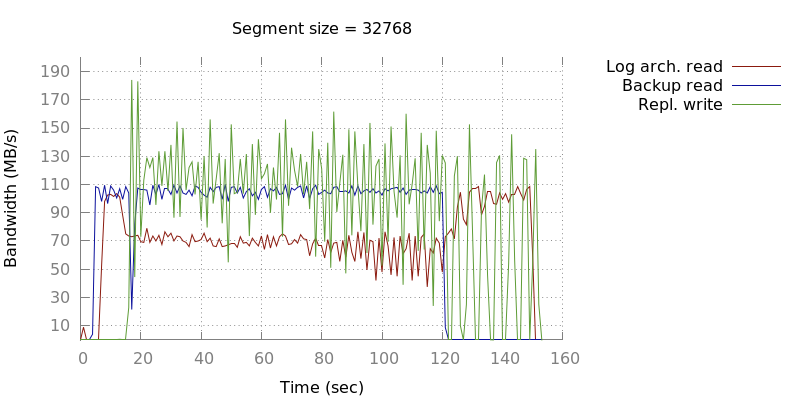 Segment size = 32768
Log arch. read
Backup read
Repl. write
Bandwidth (MB/s)
190
170
150
130
110
90
70
50
30
10
0 20 40 60 80 100 120 140 160
Time (sec)